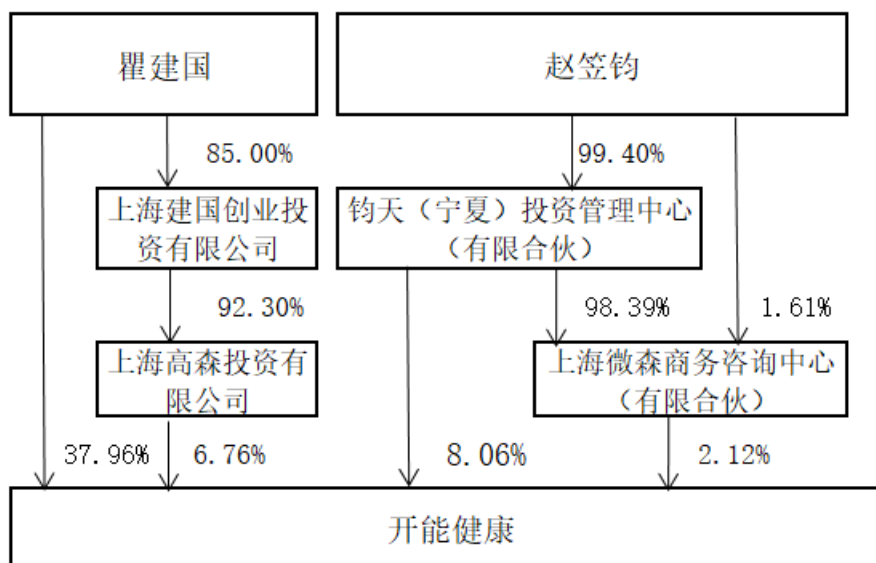 瞿建国
赵笠钧
85.00%
99.40%
上海建国创业投
资有限公司
钧天（宁夏）投资管理中心
（有限合伙）
92.30%
98.39%
1.61%
上海高森投资有
限公司
上海微森商务咨询中心
（有限合伙）
37.96%
6.76%
8.06%
2.12%
开能健康